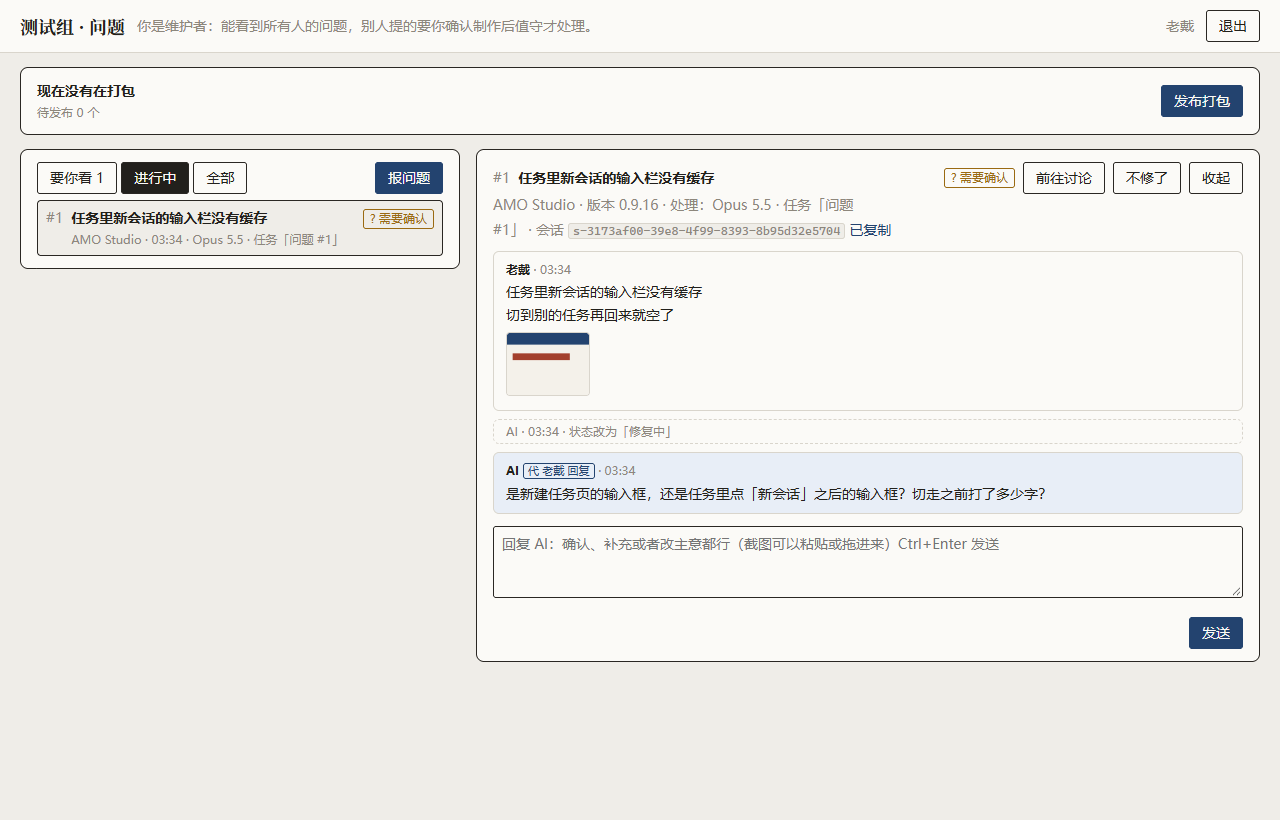 测试组 · 问题 你是维护者：能看到所有人的问题，别人提的要你确认制作后值守才处理。 老戴 退出
现在没有在打包
待发布 0 个
发布打包
要你看 1 进行中 全部 报问题
#1 任务里新会话的输入栏没有缓存 ? 需要确认
AMO Studio · 03:34 · Opus 5.5 · 任务「问题 #1」
#1 任务里新会话的输入栏没有缓存 ? 需要确认 前往讨论 不修了 收起
AMO Studio · 版本 0.9.16 · 处理：Opus 5.5 · 任务「问题
#1」 · 会话 s-3173af00-39e8-4f99-8393-8b95d32e5704 已复制
老戴 · 03:34
任务里新会话的输入栏没有缓存
切到别的任务再回来就空了
AI · 03:34 · 状态改为「修复中」
AI 代 老戴 回复 · 03:34
是新建任务页的输入框，还是任务里点「新会话」之后的输入框？切走之前打了多少字？
回复 AI：确认、补充或者改主意都行（截图可以粘贴或拖进来）Ctrl+Enter 发送
发送